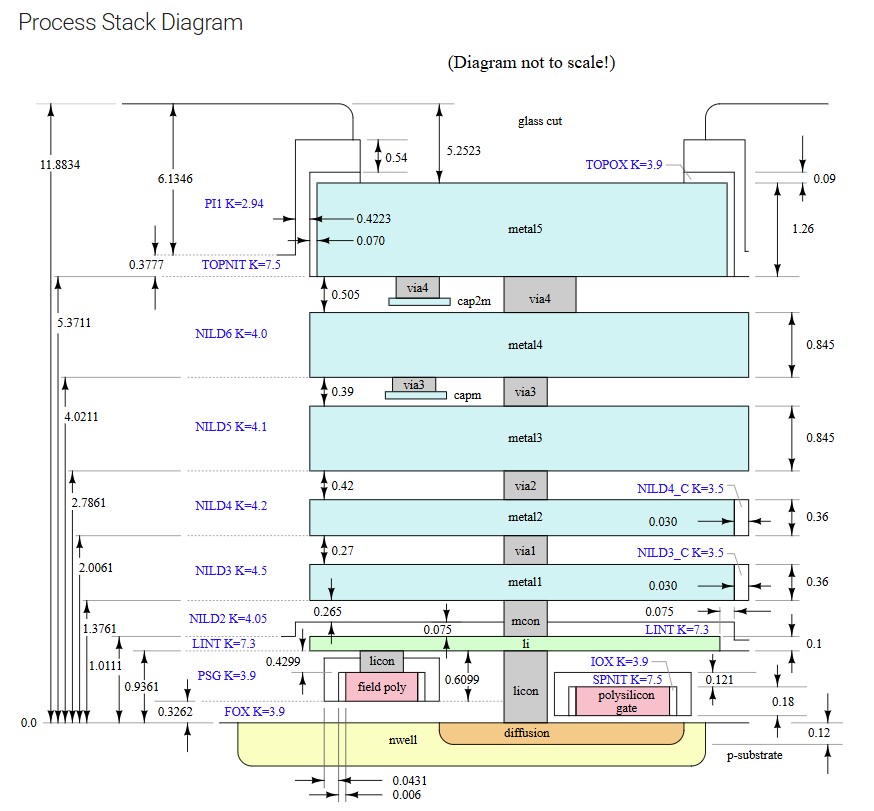 Process Stack Diagram
(Diagram not to scale!)
glass cut
11.8834
6.1346
0.54
5.2523
TOPOX K=3.9
0.09
PI1 K=2.94
0.4223
metal5
1.26
0.070
0.3777
TOPNIT K=7.5
0.505
via4
cap2m
via4
5.3711
NILD6 K=4.0
metal4
0.845
0.39
via3
capm
via3
4.0211
NILD5 K=4.1
metal3
0.845
0.42
via2
NILD4_C K=3.5
2.7861
NILD4 K=4.2
metal2
0.030
0.36
0.27
via1
NILD3_C K=3.5
2.0061
NILD3 K=4.5
metal1
0.030
0.36
0.265
0.075
NILD2 K=4.05
mcon
1.3761
0.075
LINT K=7.3
LINT K=7.3
li
0.1
1.0111
0.4299
licon
IOX K=3.9
PSG K=3.9
0.6099
SPNIT K=7.5
0.121
0.9361
field poly
licon
polysilicon
gate
0.18
0.3262
FOX K=3.9
0.0
nwell
diffusion
0.12
p-substrate
0.0431
0.006